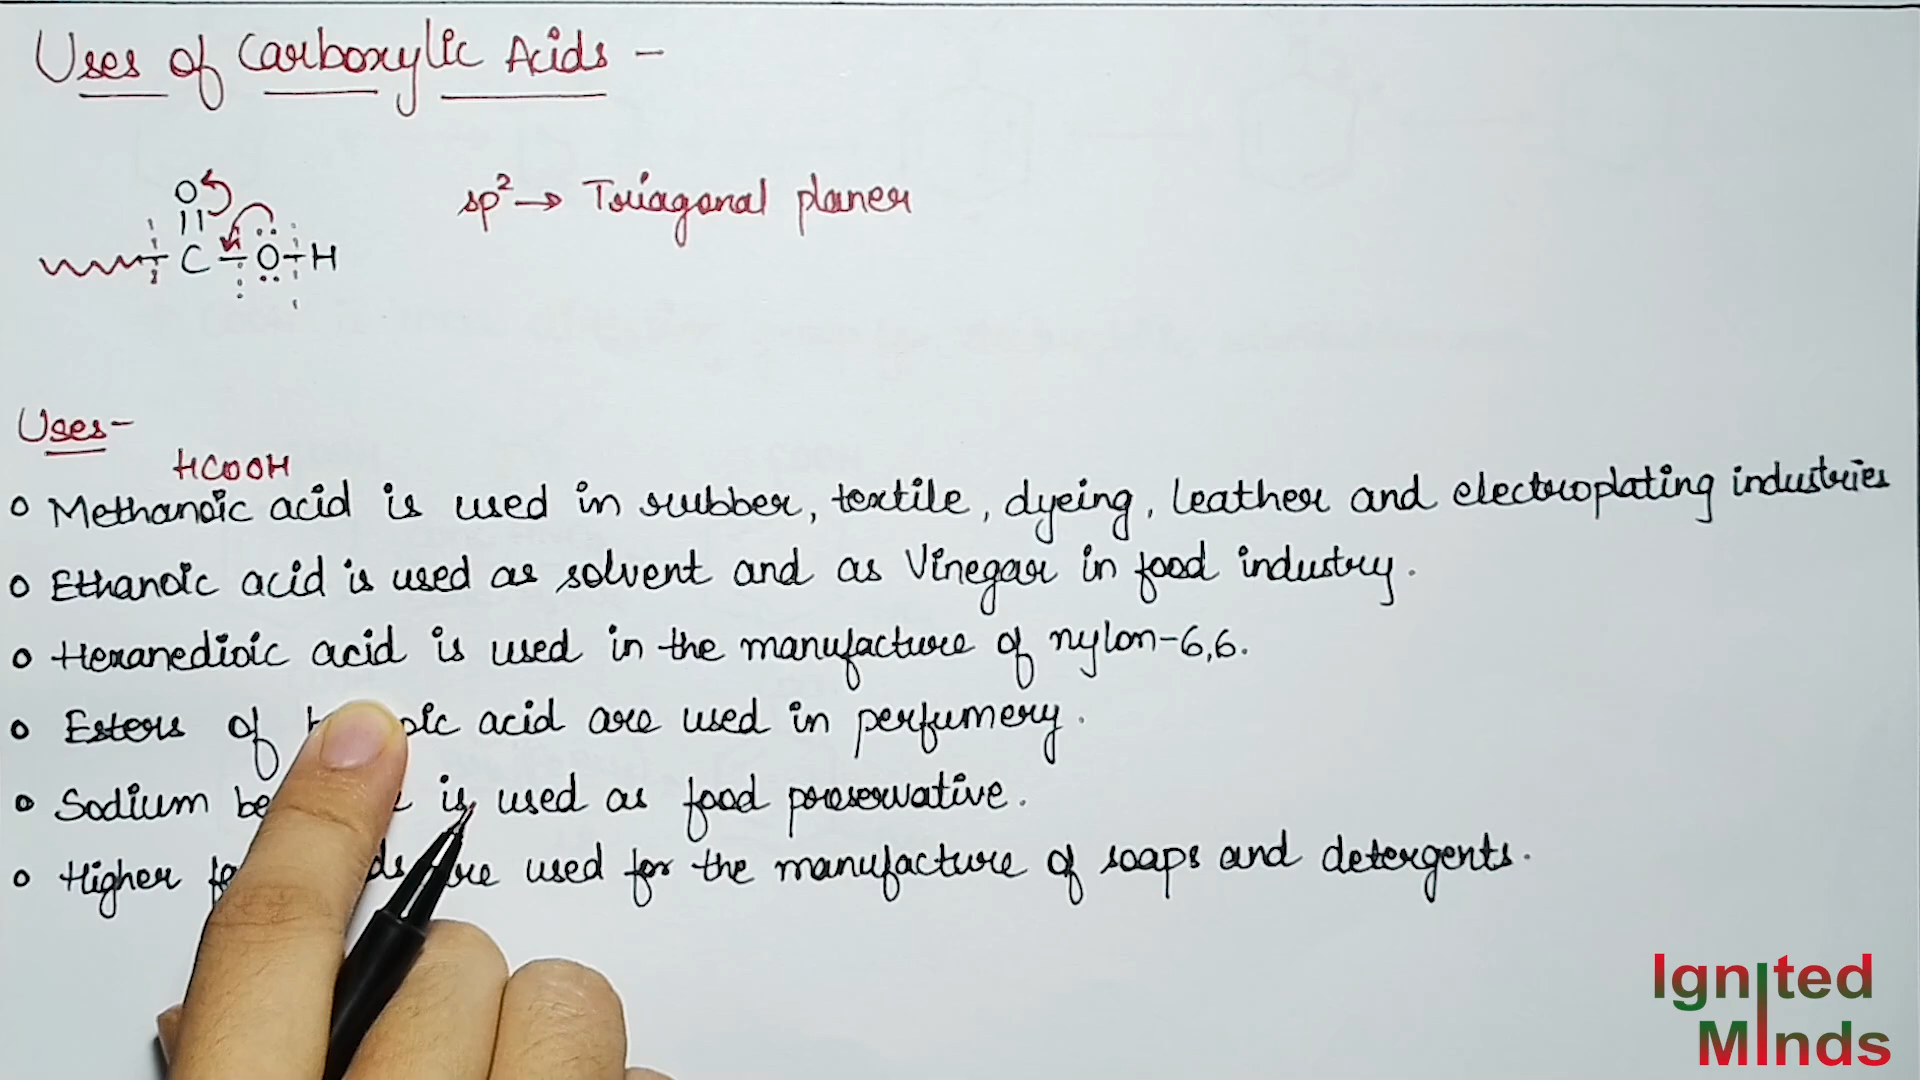 Uses of Carboxylic Acids -
O
C - O - H
sp² → Triagonal planer
Uses-
HCOOH
Methanoic acid is used in rubber, textile, dyeing, leather and electroplating industries
Ethanoic acid is used as solvent and as Vinegar in food industry.
Hexanedioic acid is used in the manufacture of nylon-6,6.
Esters of acid are used in perfumery.
Sodium is used as food preservative.
Higher are used for the manufacture of soaps and detergents.
Ignited
Minds